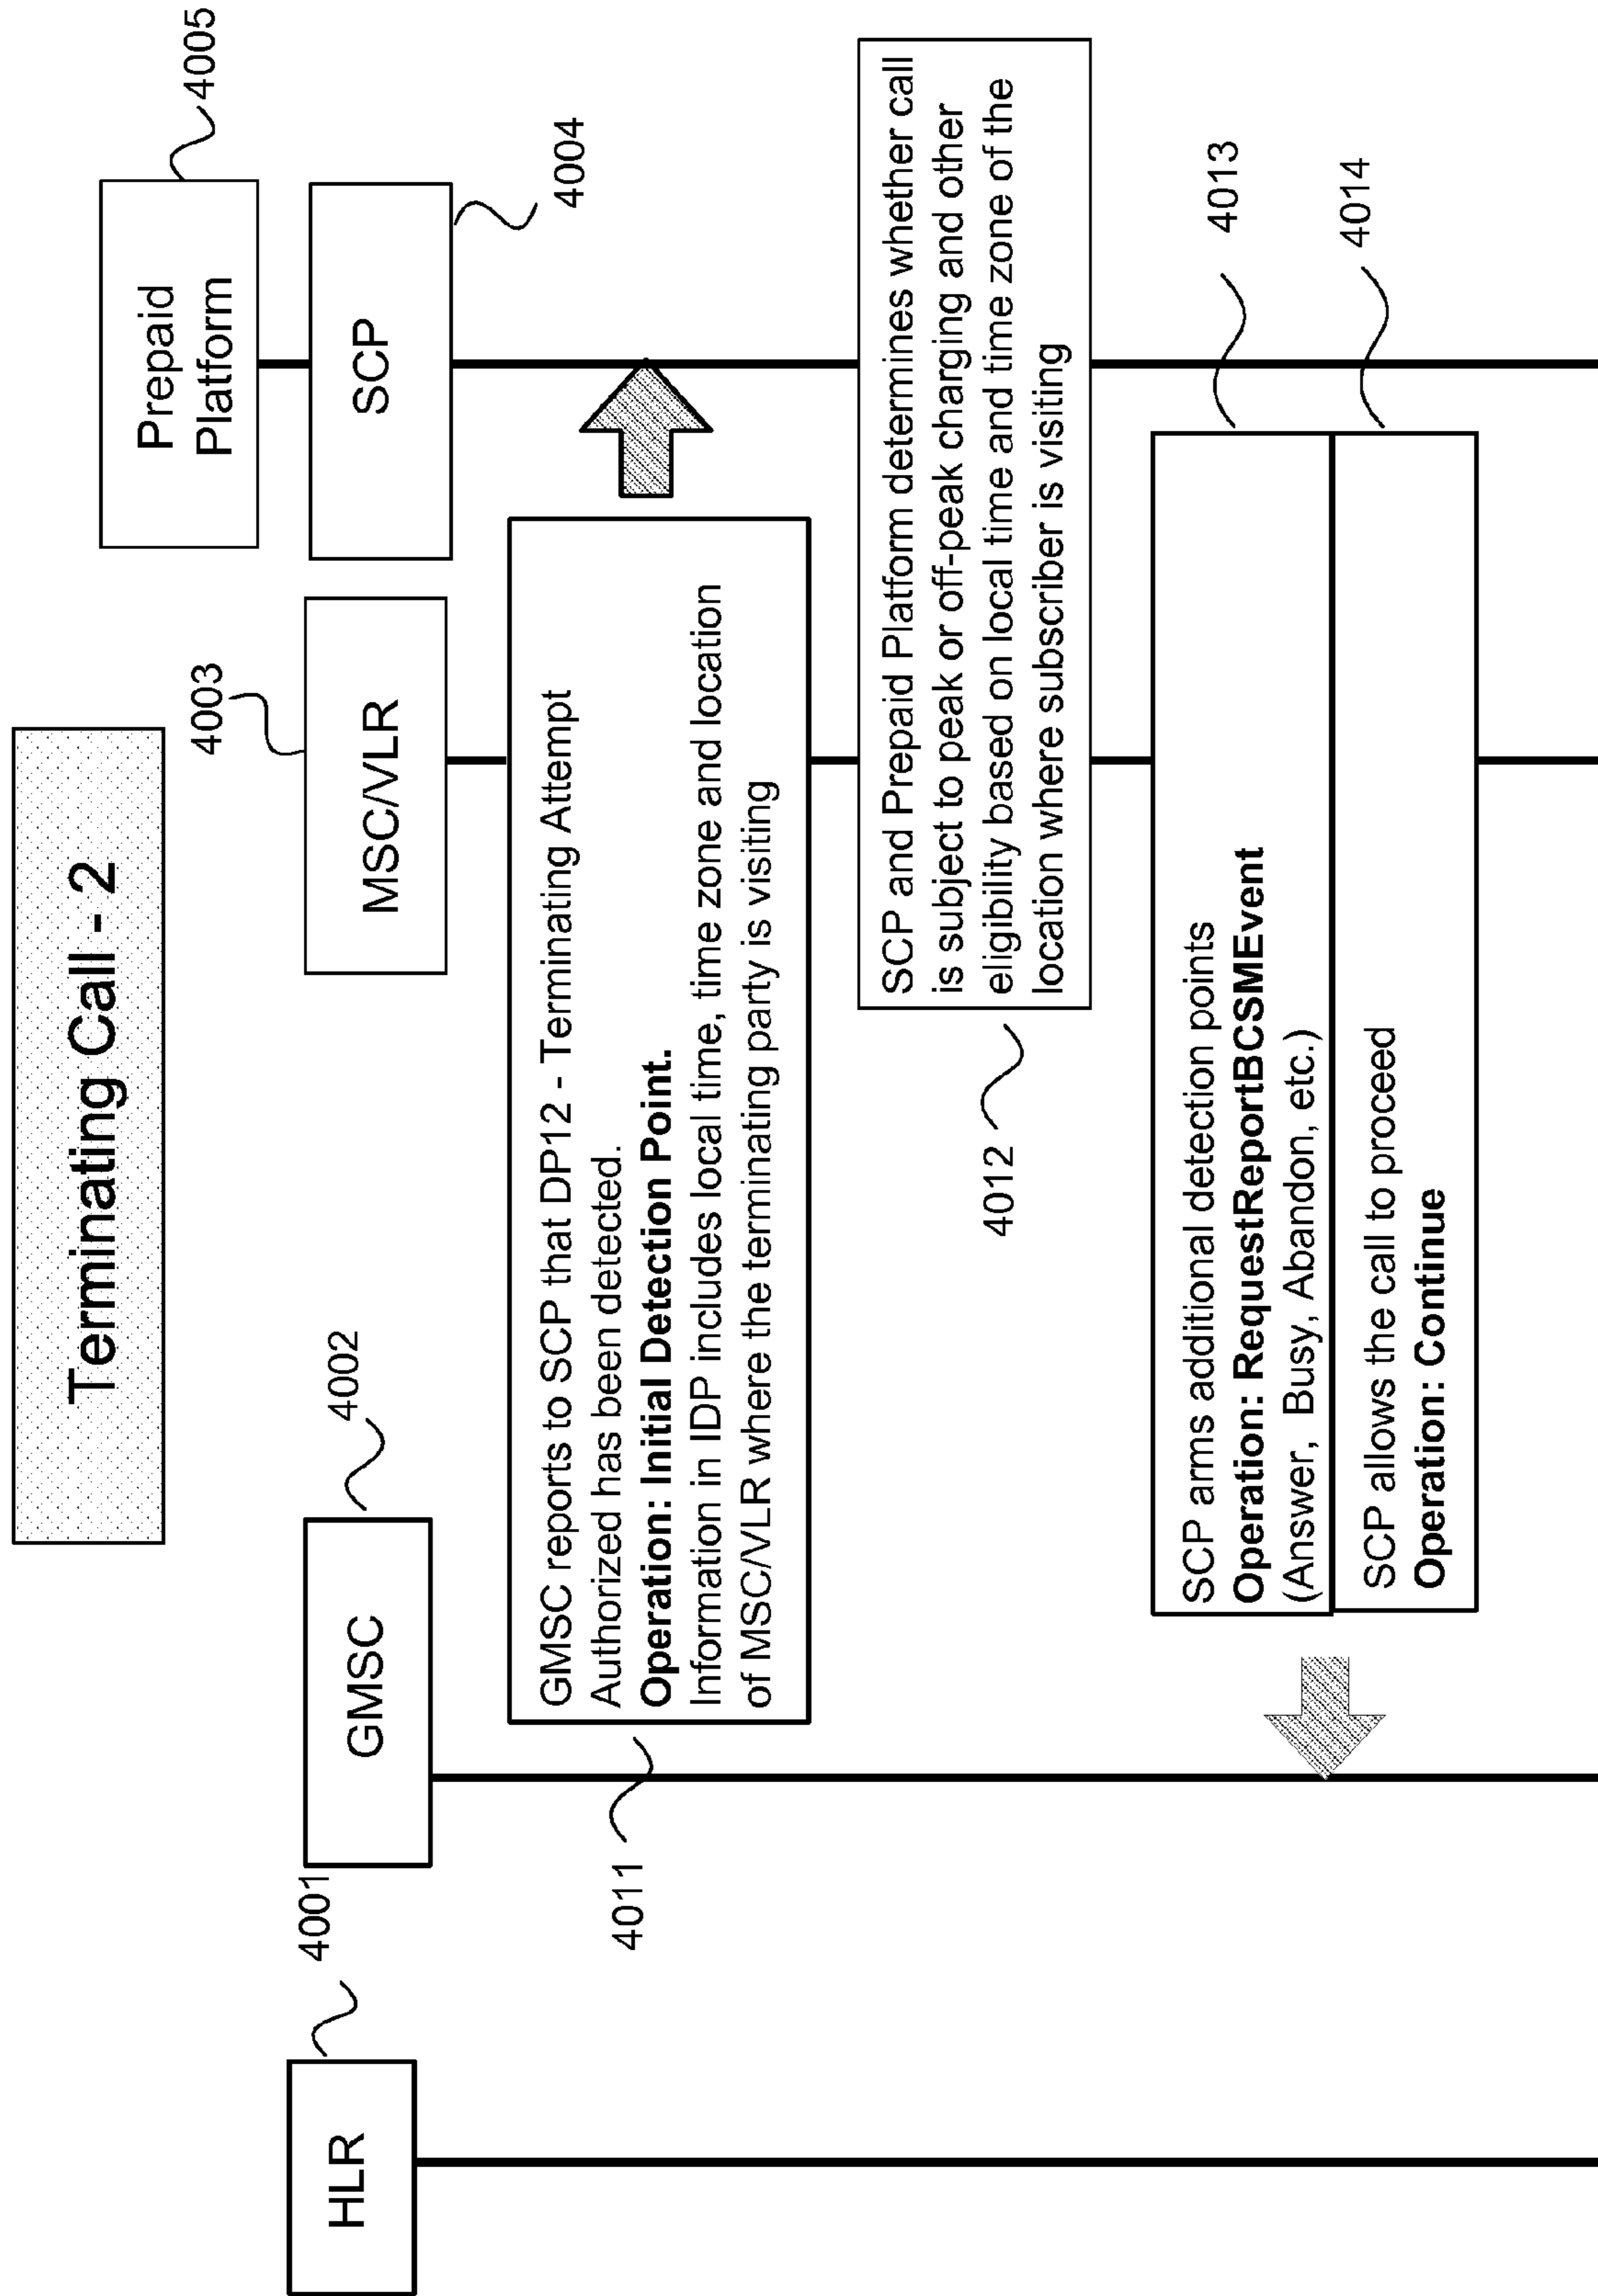 Terminating Call - 2
4005
Prepaid
Platform
4003
4001
HLR
4002
GMSC
MSC/VLR
SCP
4004
4011
GMSC reports to SCP that DP12 - Terminating Attempt
Authorized has been detected.
Operation: Initial Detection Point.
Information in IDP includes local time, time zone and location
of MSC/VLR where the terminating party is visiting
4012
SCP and Prepaid Platform determines whether call
is subject to peak or off-peak charging and other
eligibility based on local time and time zone of the
location where subscriber is visiting
SCP arms additional detection points
Operation: RequestReportBCSMEvent
(Answer, Busy, Abandon, etc.)
4013
SCP allows the call to proceed
Operation: Continue
4014